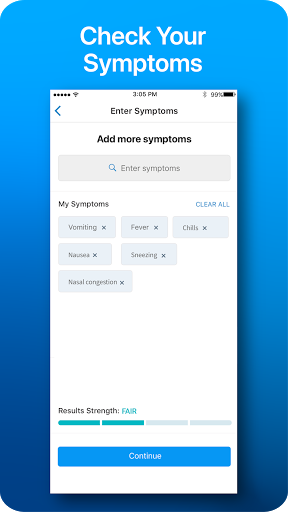 Check Your
Symptoms
3:05 PM 99%
Enter Symptoms
Add more symptoms
Enter symptoms
My Symptoms CLEAR ALL
Vomiting × Fever × Chills ×
Nausea × Sneezing ×
Nasal congestion ×
Results Strength: FAIR
Continue